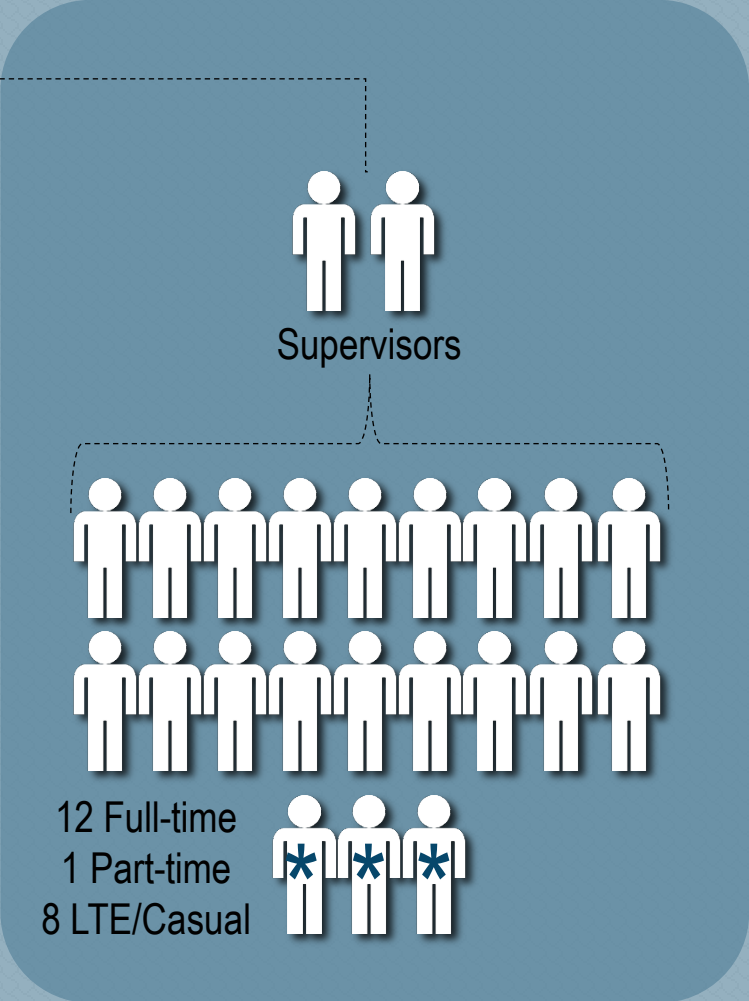 Supervisors
12 Full-time
1 Part-time
8 LTE/Casual
* * *